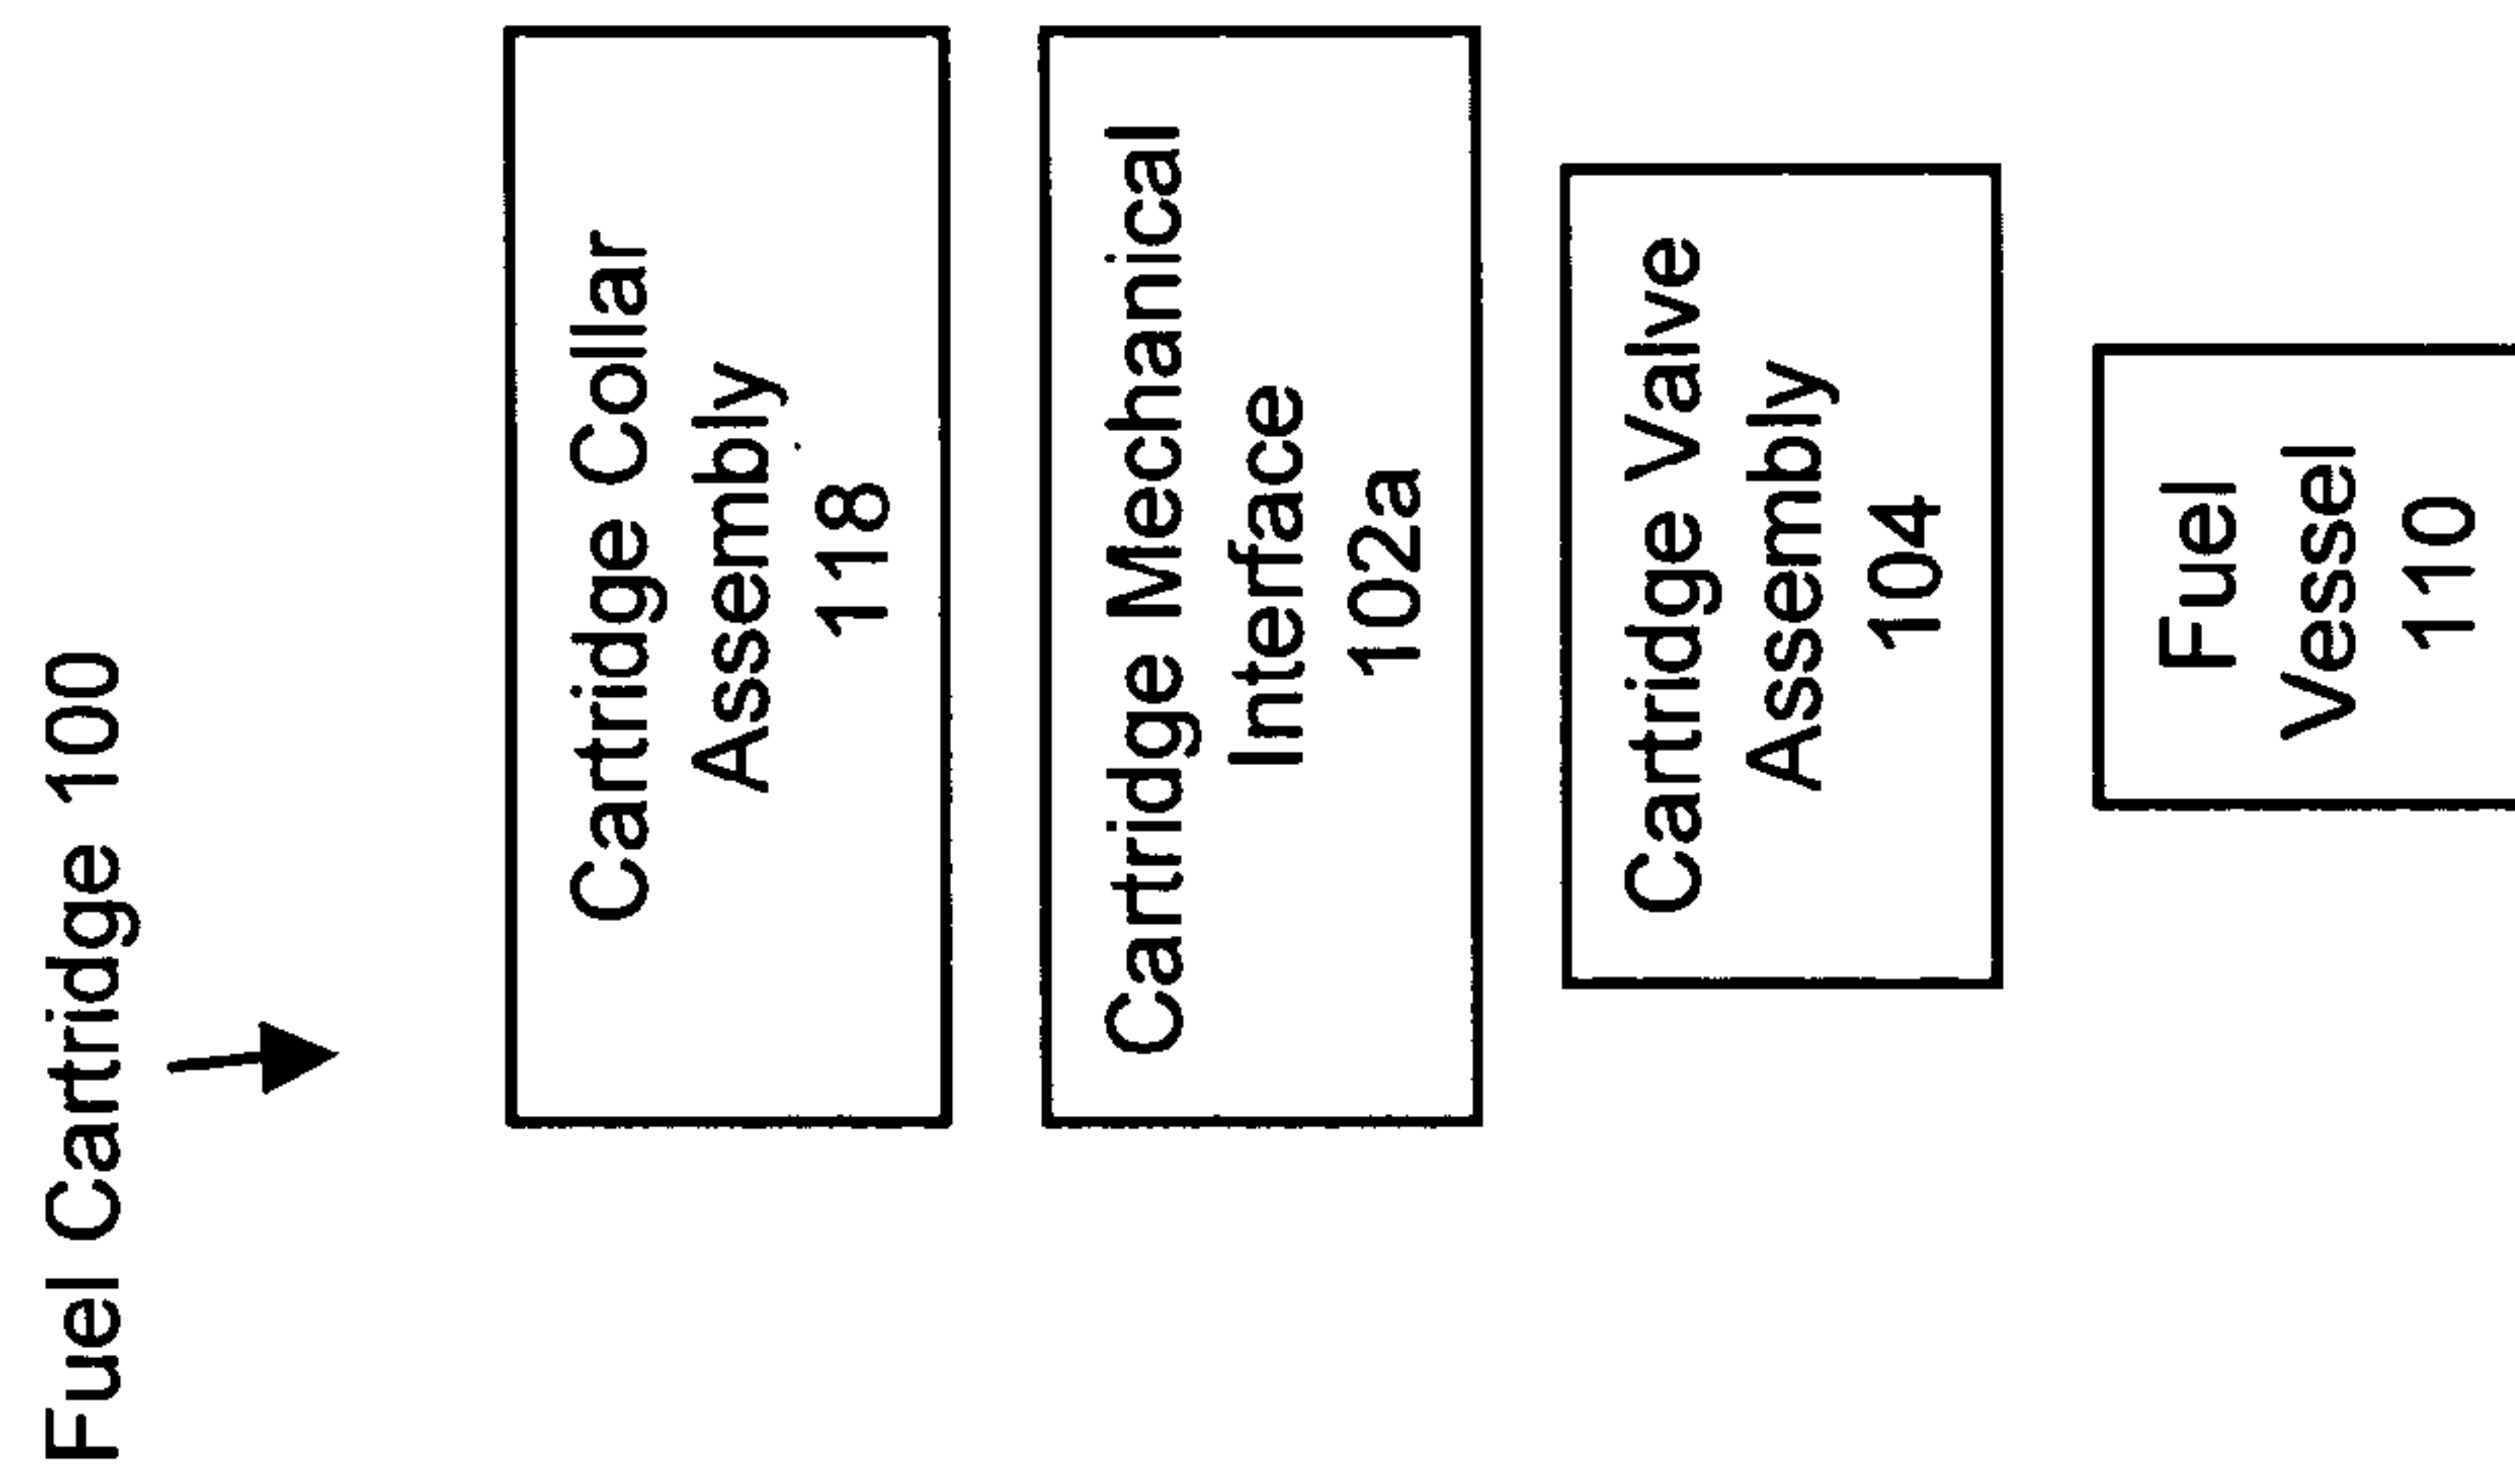 Fuel Cartridge 100
Cartridge Collar
Assembly
118
Cartridge Mechanical
Interface
102a
Cartridge Valve
Assembly
104
Fuel
Vessel
110